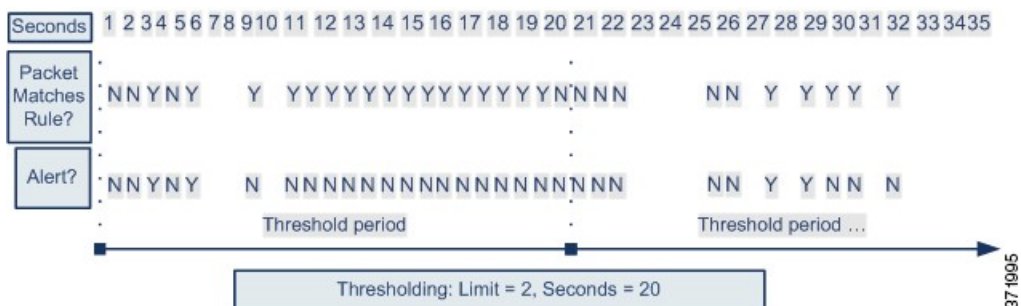 Seconds 1 2 3 4 5 6 7 8 9 10 11 12 13 14 15 16 17 18 19 20 21 22 23 24 25 26 27 28 29 30 31 32 33 34 35
Packet
Matches
Rule?
N N Y N Y Y Y Y Y Y Y Y Y Y Y Y Y Y Y Y Y N N N N N N Y Y Y Y Y
Alert?
N N Y N Y N N N N N N N N N N N N N N N N N N N N N N Y Y N N N
Threshold period
Threshold period ...
Thresholding: Limit = 2, Seconds = 20
371995